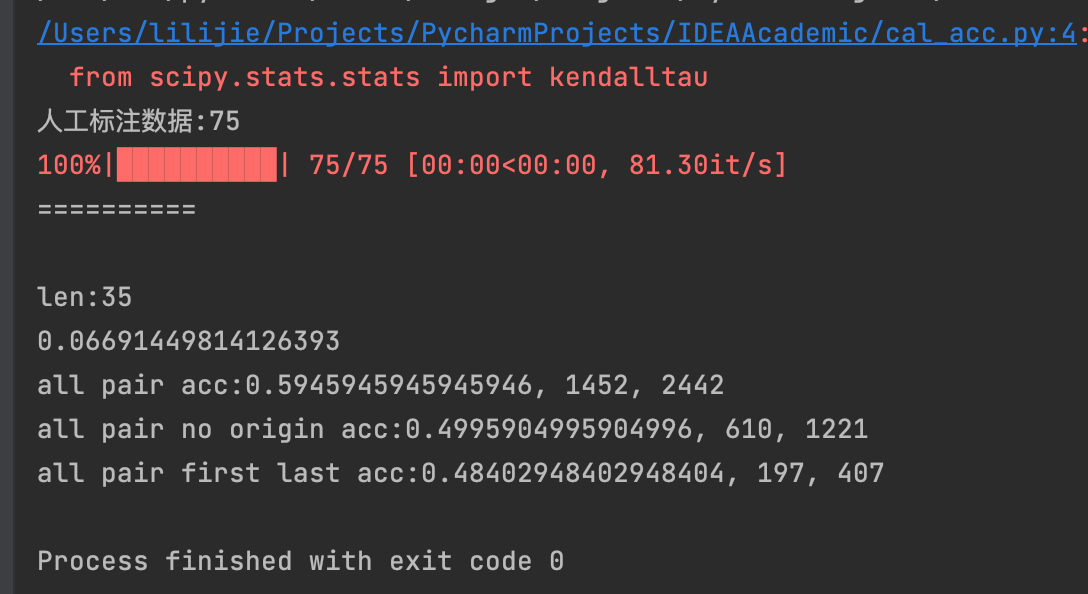 /Users/lilijie/Projects/PycharmProjects/IDEAAcademic/cal_acc.py:4:
from scipy.stats.stats import kendalltau
人工标注数据:75
100%|██████████| 75/75 [00:00<00:00, 81.30it/s]
==========
len:35
0.06691449814126393
all pair acc:0.5945945945945946, 1452, 2442
all pair no origin acc:0.4995904995904996, 610, 1221
all pair first last acc:0.48402948402948404, 197, 407
Process finished with exit code 0